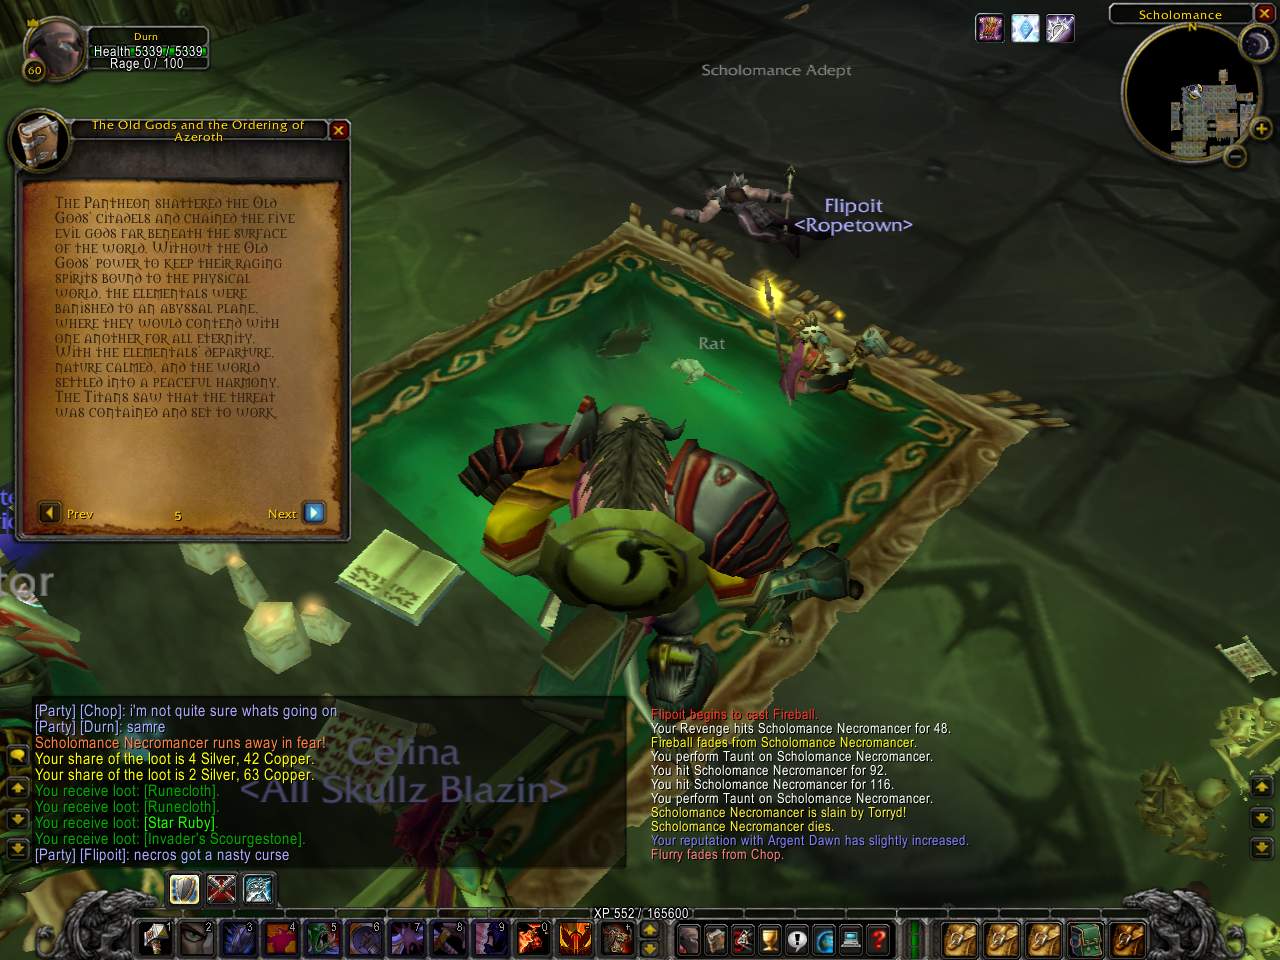 Durn
Health 5339 / 5339
Rage 0 / 100
60
Scholomance
N
Scholomance Adept
The Old Gods and the Ordering of
Azeroth
The Pantheon shattered the Old
Gods' citadels and chained the five
evil gods far beneath the surface
of the world. Without the Old
Gods' power to keep their raging
spirits bound to the physical
world, the elementals were
banished to an abyssal plane,
where they would contend with
one another for all eternity.
With the elementals' departure,
nature calmed, and the world
settled into a peaceful harmony.
The Titans saw that the threat
was contained and set to work.
Prev
5
Next
Flipoit
<Ropetown>
Rat
tor
Celina
<All Skullz Blazin>
[Party] [Chop]: i'm not quite sure whats going on
[Party] [Durn]: samre
Scholomance Necromancer runs away in fear!
Your share of the loot is 4 Silver, 42 Copper.
Your share of the loot is 2 Silver, 63 Copper.
You receive loot: [Runecloth].
You receive loot: [Runecloth].
You receive loot: [Star Ruby].
You receive loot: [Invader's Scourgestone].
[Party] [Flipoit]: necros got a nasty curse
Flipoit begins to cast Fireball.
Your Revenge hits Scholomance Necromancer for 48.
Fireball fades from Scholomance Necromancer.
You perform Taunt on Scholomance Necromancer.
You hit Scholomance Necromancer for 92.
You hit Scholomance Necromancer for 116.
You perform Taunt on Scholomance Necromancer.
Scholomance Necromancer is slain by Torryd!
Scholomance Necromancer dies.
Your reputation with Argent Dawn has slightly increased.
Flurry fades from Chop.
XP 552 / 165600
1 2 3 4 5 6 7 8 9 0 - =